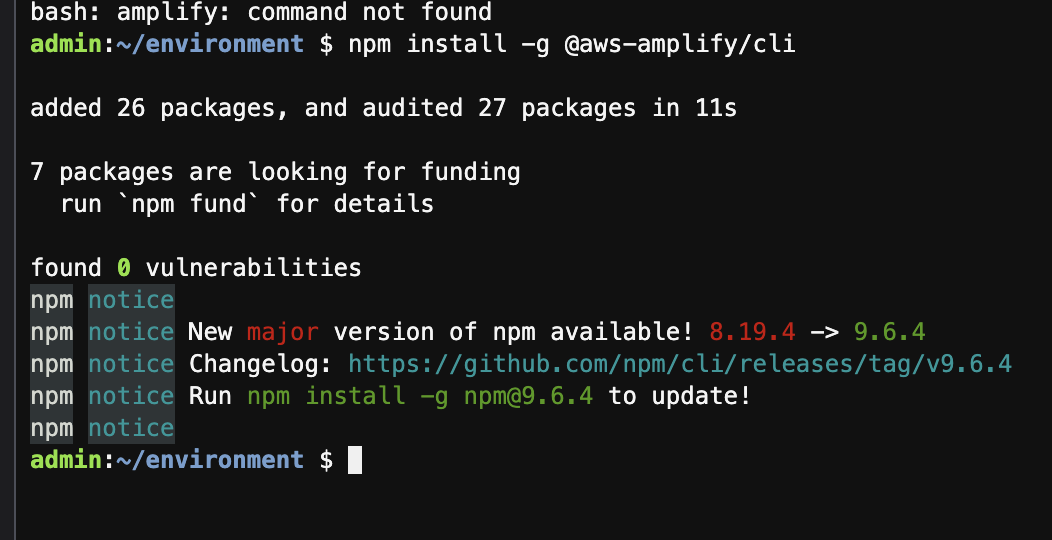 bash: amplify: command not found
admin:~/environment $ npm install -g @aws-amplify/cli
added 26 packages, and audited 27 packages in 11s
7 packages are looking for funding
  run `npm fund` for details
found 0 vulnerabilities
npm notice
npm notice New major version of npm available! 8.19.4 -> 9.6.4
npm notice Changelog: https://github.com/npm/cli/releases/tag/v9.6.4
npm notice Run npm install -g npm@9.6.4 to update!
npm notice
admin:~/environment $